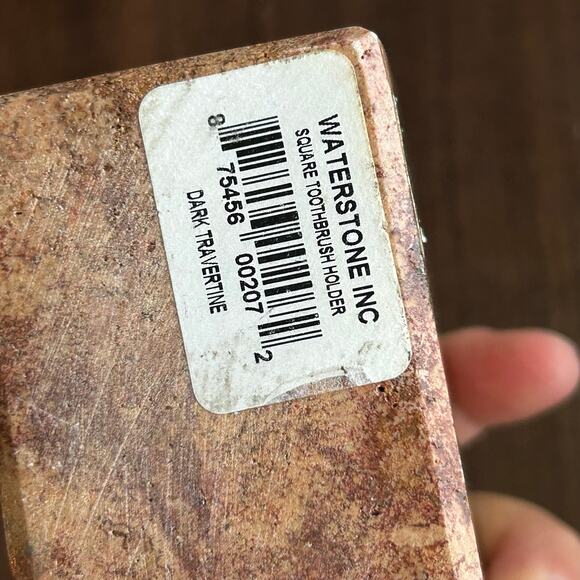 WATERSTONE INC
SQUARE TOOTHBRUSH HOLDER
8 75456 00207 2
DARK TRAVERTINE